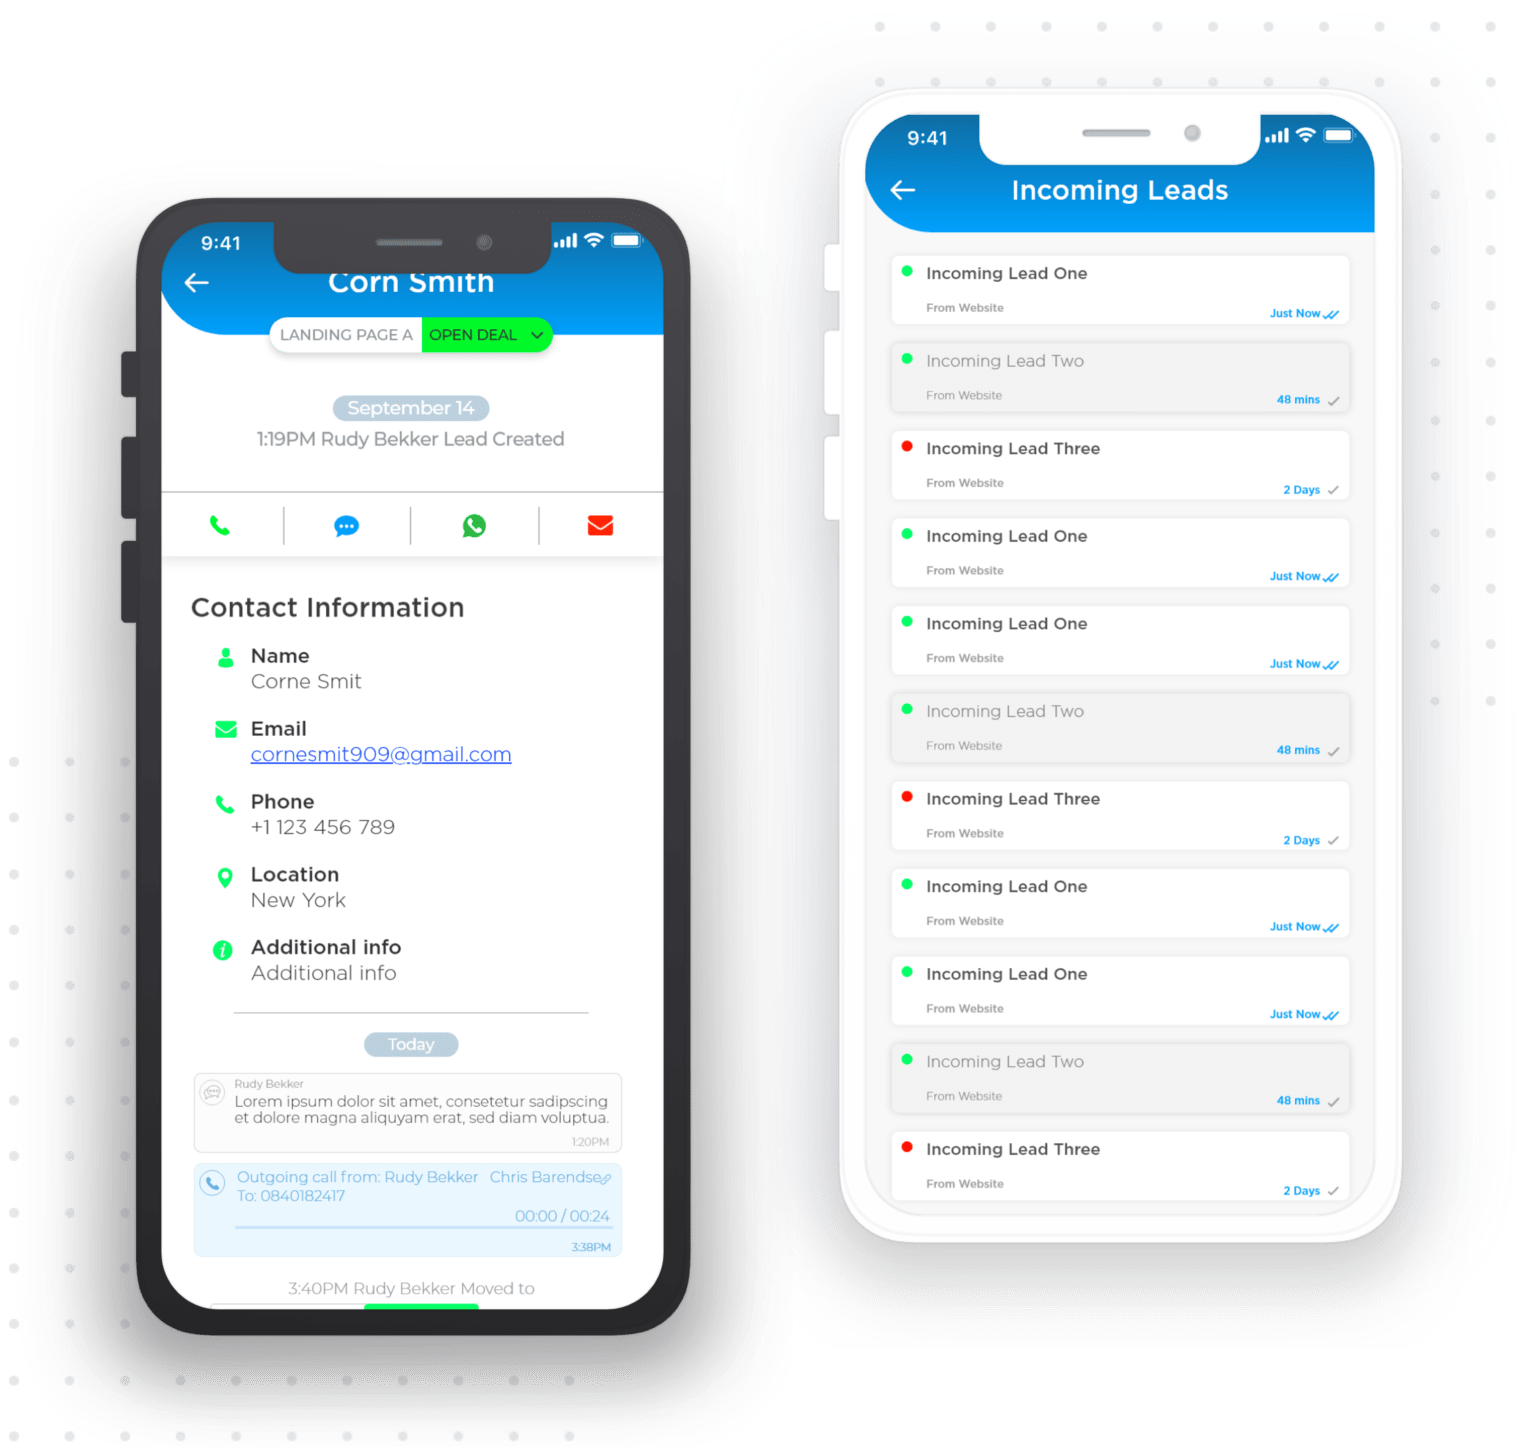 9:41
Corn Smith
LANDING PAGE A OPEN DEAL
September 14
1:19PM Rudy Bekker Lead Created
Contact Information
Name
Corne Smit
Email
cornesmit909@gmail.com
Phone
+1 123 456 789
Location
New York
Additional info
Additional info
Today
Rudy Bekker
Lorem ipsum dolor sit amet, consetetur sadipscing
et dolore magna aliquyam erat, sed diam voluptua.
1:20PM
Outgoing call from: Rudy Bekker Chris Barendse
To: 0840182417
00:00 / 00:24
3:38PM
3:40PM Rudy Bekker Moved to
9:41
Incoming Leads
Incoming Lead One
From Website
Just Now
Incoming Lead Two
From Website
48 mins
Incoming Lead Three
From Website
2 Days
Incoming Lead One
From Website
Just Now
Incoming Lead One
From Website
Just Now
Incoming Lead Two
From Website
48 mins
Incoming Lead Three
From Website
2 Days
Incoming Lead One
From Website
Just Now
Incoming Lead One
From Website
Just Now
Incoming Lead Two
From Website
48 mins
Incoming Lead Three
From Website
2 Days